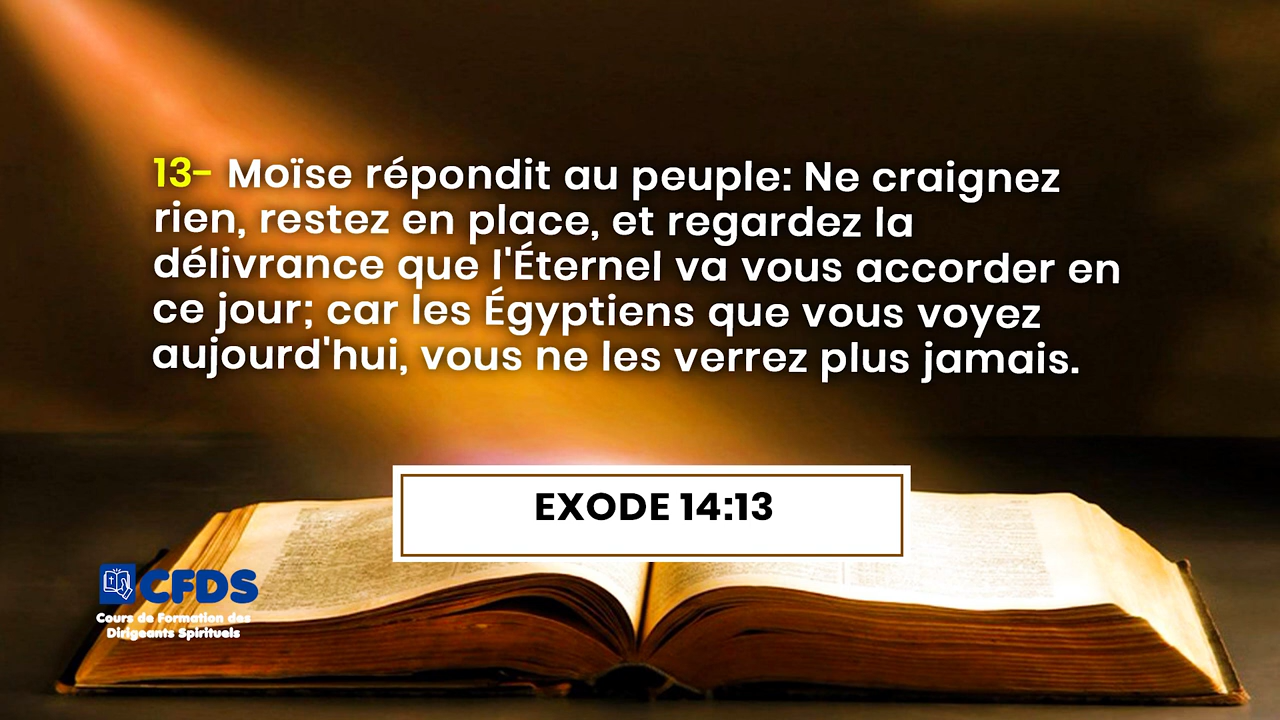 13- Moïse répondit au peuple: Ne craignez
rien, restez en place, et regardez la
délivrance que l'Éternel va vous accorder en
ce jour; car les Égyptiens que vous voyez
aujourd'hui, vous ne les verrez plus jamais.
EXODE 14:13
CFDS
Cours de Formation des
Dirigeants Spirituels